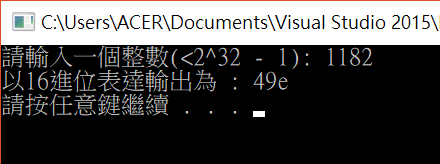 C:\Users\ACER\Documents\Visual Studio 2015\
請輸入一個整數(<2^32 - 1): 1182
以16進位表達輸出為 : 49e
請按任意鍵繼續 . . .